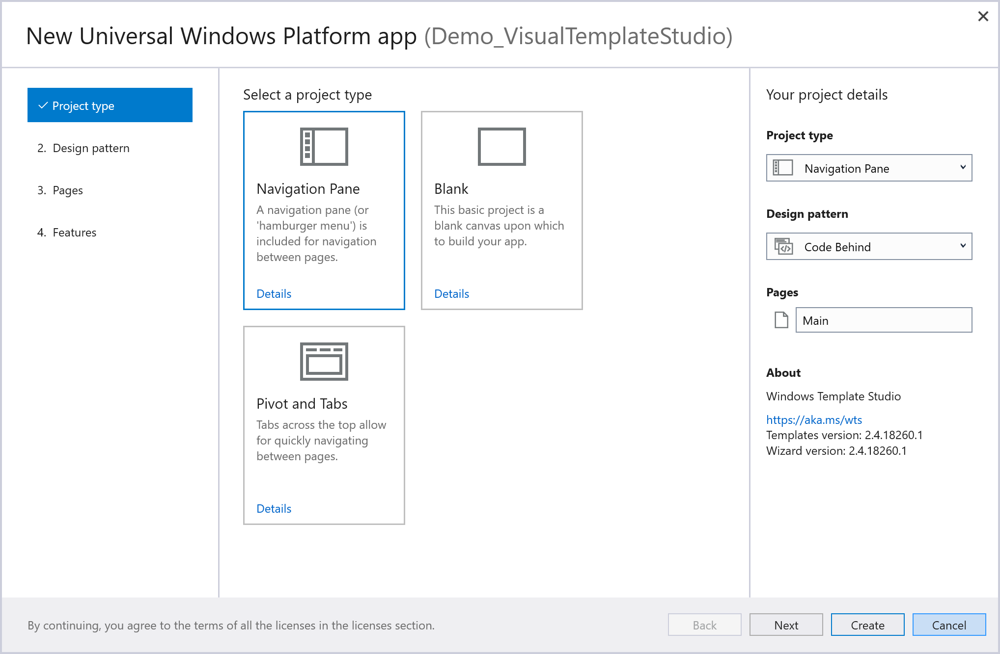 New Universal Windows Platform app (Demo_VisualTemplateStudio)
Project type
2. Design pattern
3. Pages
4. Features
Select a project type
Navigation Pane
A navigation pane (or
'hamburger menu') is
included for navigation
between pages.
Details
Blank
This basic project is a
blank canvas upon which
to build your app.
Details
Pivot and Tabs
Tabs across the top allow
for quickly navigating
between pages.
Details
Your project details
Project type
Navigation Pane
Design pattern
Code Behind
Pages
Main
About
Windows Template Studio
https://aka.ms/wts
Templates version: 2.4.18260.1
Wizard version: 2.4.18260.1
By continuing, you agree to the terms of all the licenses in the licenses section.
Back
Next
Create
Cancel